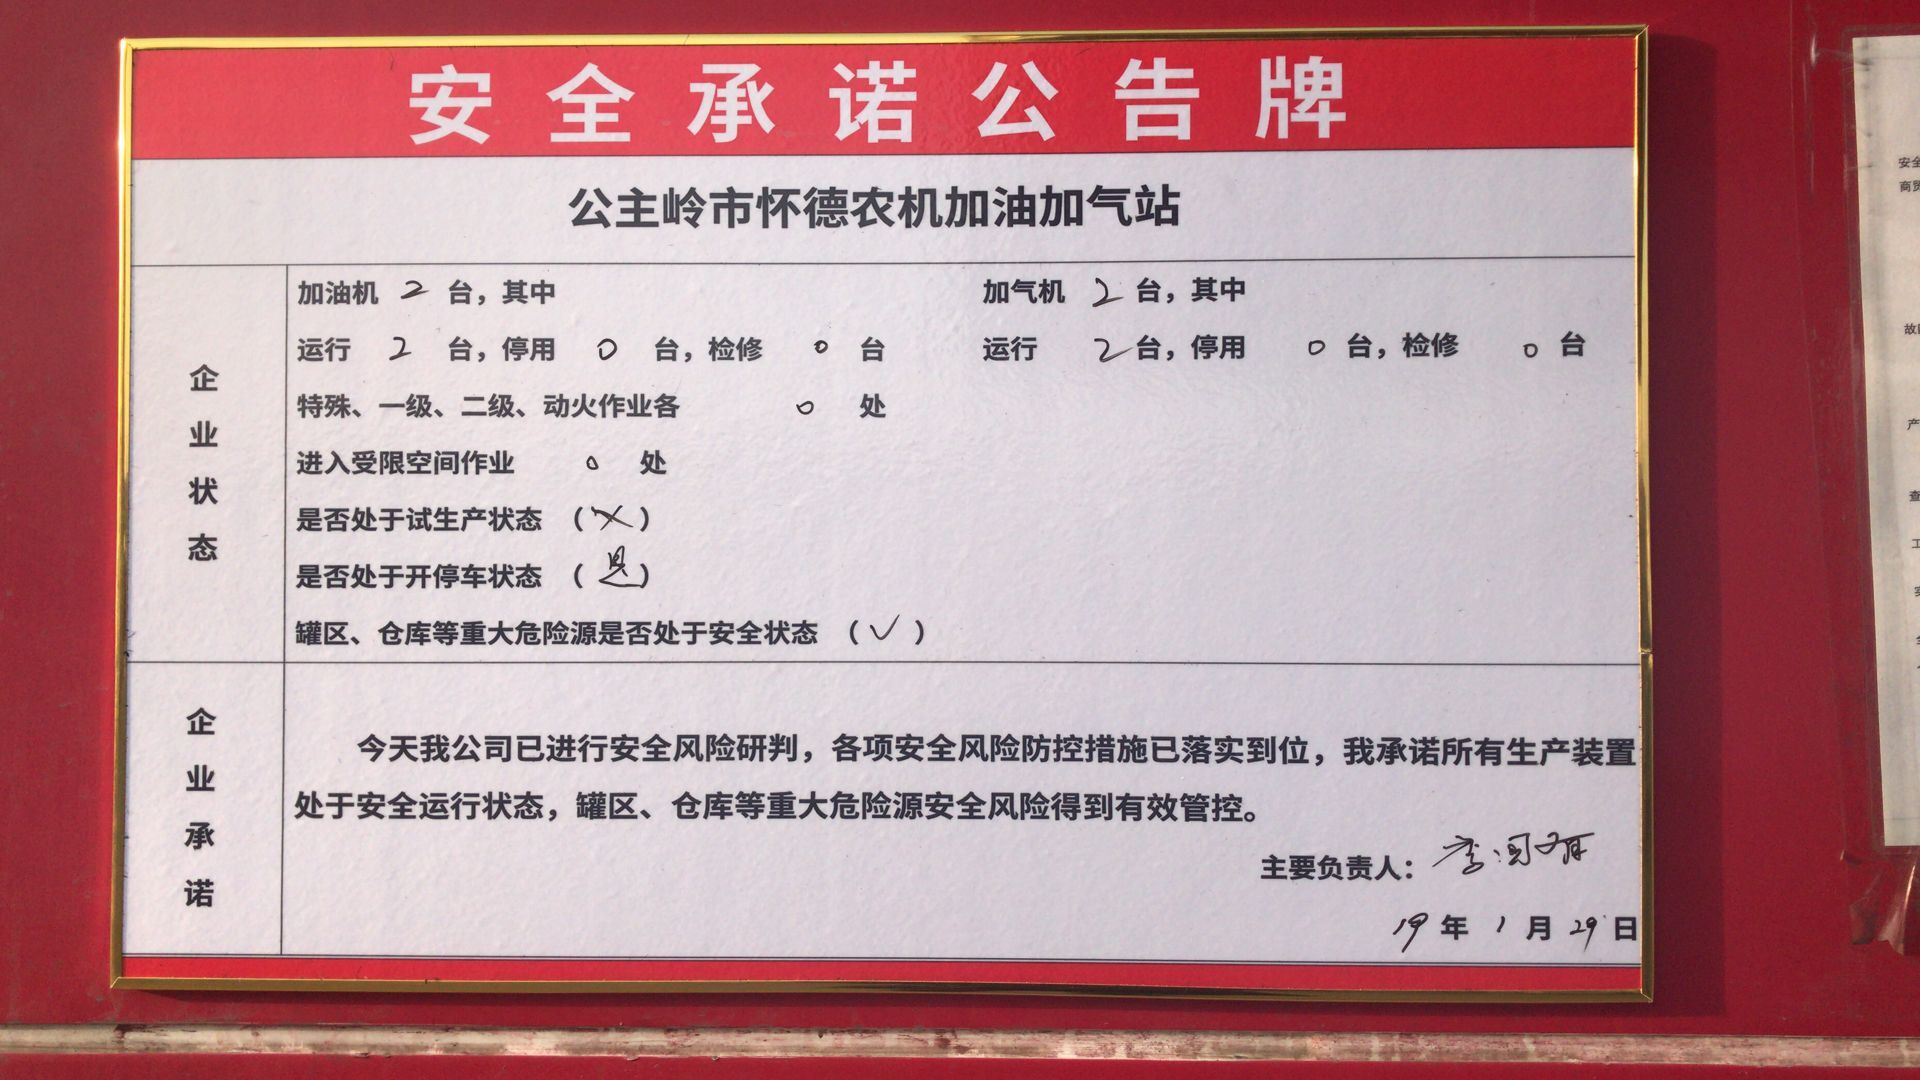 安全承诺公告牌
公主岭市怀德农机加油加气站
企业状态
加油机 2 台，其中 加气机 2 台，其中
运行 2 台，停用 0 台，检修 0 台 运行 2 台，停用 0 台，检修 0 台
特殊、一级、二级、动火作业各 0 处
进入受限空间作业 0 处
是否处于试生产状态 （×）
是否处于开停车状态 （是）
罐区、仓库等重大危险源是否处于安全状态 （✓）
企业承诺
今天我公司已进行安全风险研判，各项安全风险防控措施已落实到位，我承诺所有生产装置
处于安全运行状态，罐区、仓库等重大危险源安全风险得到有效管控。
主要负责人：李
19 年 1 月 29 日